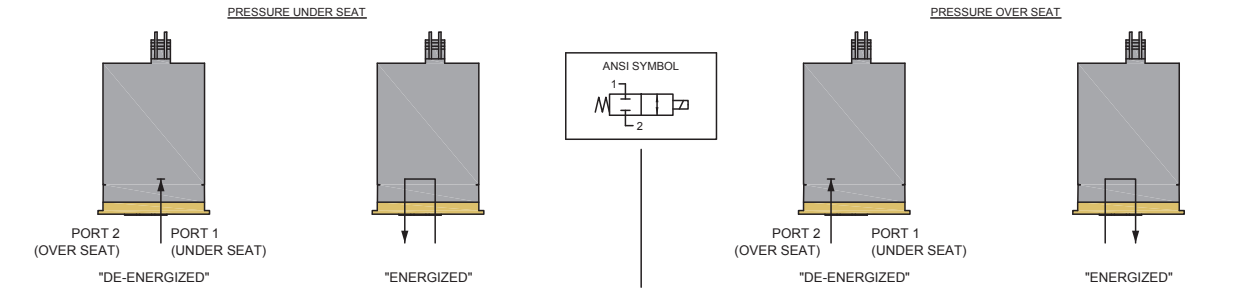 PRESSURE UNDER SEAT
PRESSURE OVER SEAT
ANSI SYMBOL
1
2
PORT 2
(OVER SEAT)
PORT 1
(UNDER SEAT)
"DE-ENERGIZED"
"ENERGIZED"
PORT 2
(OVER SEAT)
PORT 1
(UNDER SEAT)
"DE-ENERGIZED"
"ENERGIZED"